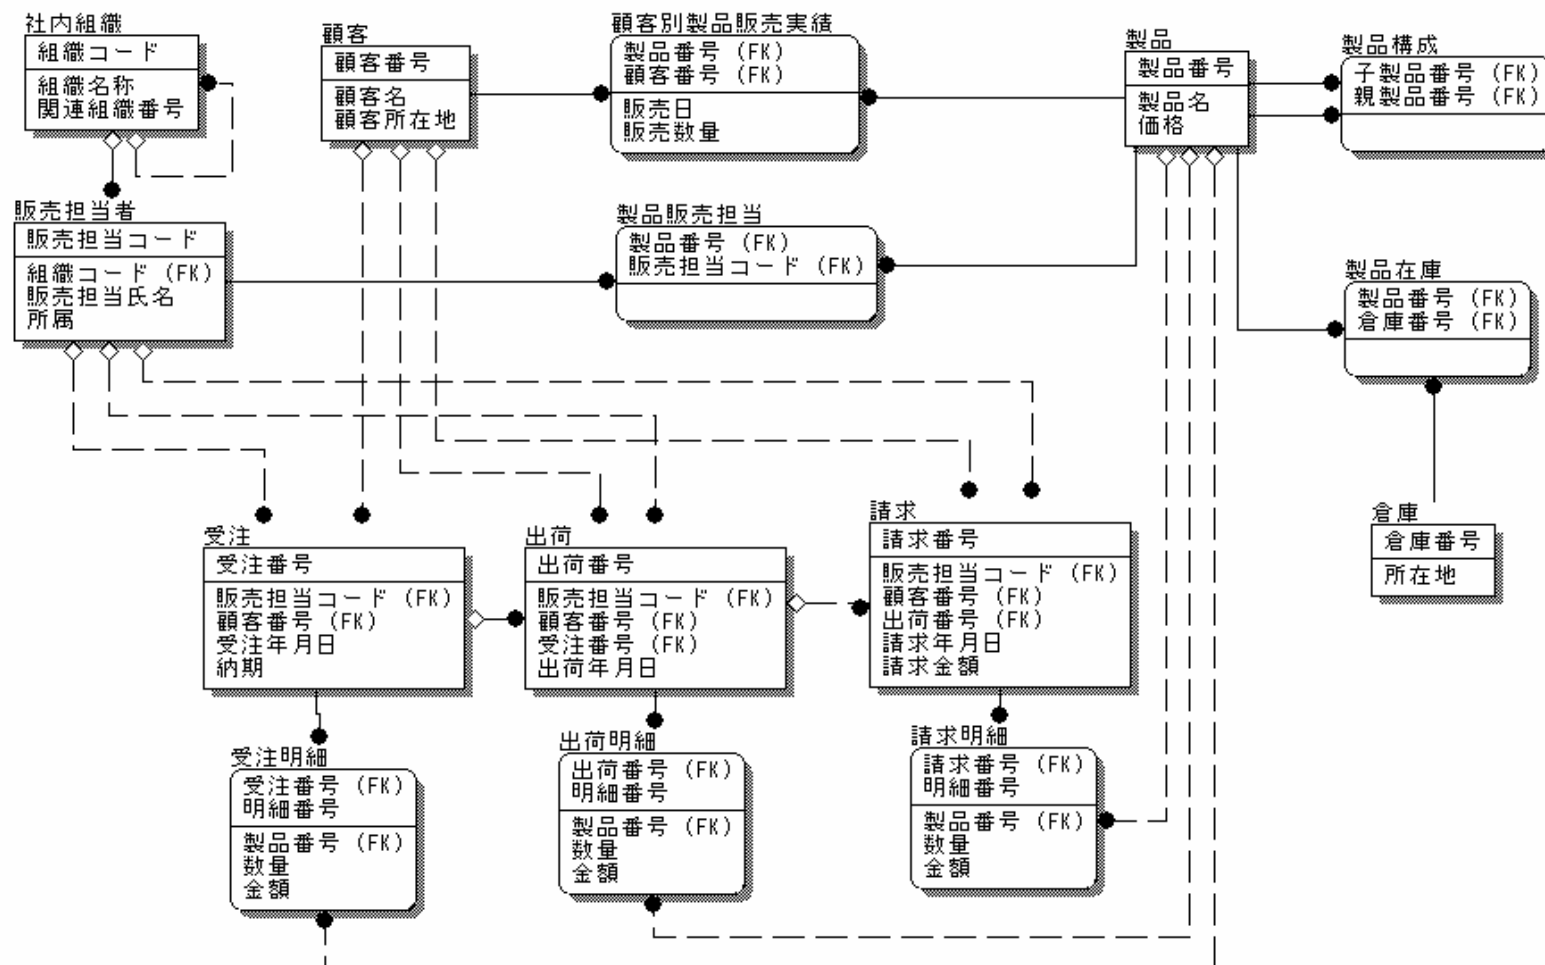 社内組織
組織コード
組織名称
関連組織番号
顧客
顧客番号
顧客名
顧客所在地
顧客別製品販売実績
製品番号 (FK)
顧客番号 (FK)
販売日
販売数量
製品
製品番号
製品名
価格
製品構成
子製品番号 (FK)
親製品番号 (FK)
販売担当者
販売担当コード
組織コード (FK)
販売担当氏名
所属
製品販売担当
製品番号 (FK)
販売担当コード (FK)
製品在庫
製品番号 (FK)
倉庫番号 (FK)
倉庫
倉庫番号
所在地
受注
受注番号
販売担当コード (FK)
顧客番号 (FK)
受注年月日
納期
出荷
出荷番号
販売担当コード (FK)
顧客番号 (FK)
受注番号 (FK)
出荷年月日
請求
請求番号
販売担当コード (FK)
顧客番号 (FK)
出荷番号 (FK)
請求年月日
請求金額
受注明細
受注番号 (FK)
明細番号
製品番号 (FK)
数量
金額
出荷明細
出荷番号 (FK)
明細番号
製品番号 (FK)
数量
金額
請求明細
請求番号 (FK)
明細番号
製品番号 (FK)
数量
金額